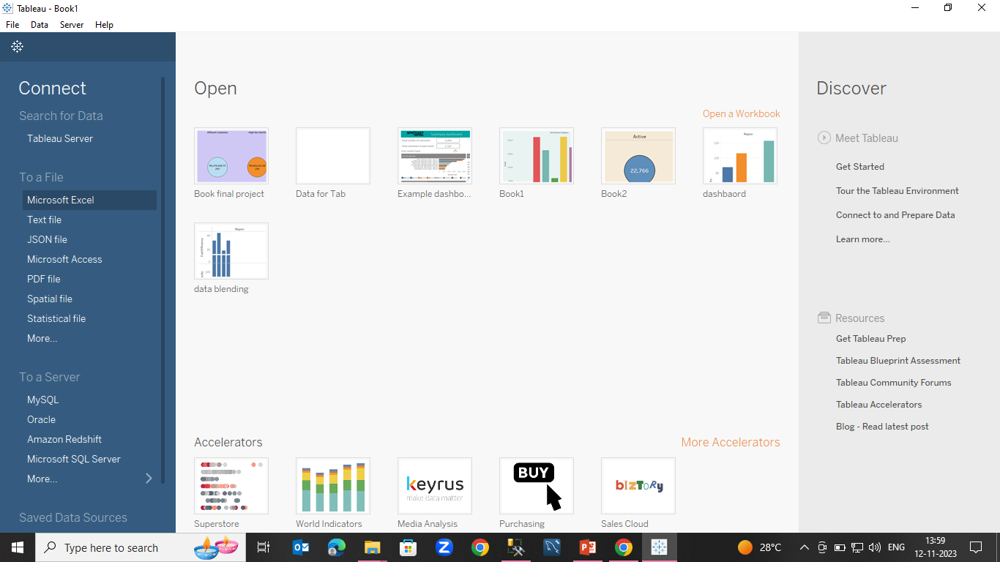 Tableau - Book1
File Data Server Help
Connect
Search for Data
Tableau Server
To a File
Microsoft Excel
Text file
JSON file
Microsoft Access
PDF file
Spatial file
Statistical file
More...
To a Server
MySQL
Oracle
Amazon Redshift
Microsoft SQL Server
More...
Saved Data Sources
Open
Open a Workbook
Book final project
Data for Tab
Example dashbo...
Active
22,766
Region
Book1
Book2
dashbaord
Region
data blending
Accelerators
More Accelerators
keyrus
make data matter
BUY
bIZTORy
Superstore
World Indicators
Media Analysis
Purchasing
Sales Cloud
Discover
Meet Tableau
Get Started
Tour the Tableau Environment
Connect to and Prepare Data
Learn more...
Resources
Get Tableau Prep
Tableau Blueprint Assessment
Tableau Community Forums
Tableau Accelerators
Blog - Read latest post
Type here to search
28°C
ENG
13:59
12-11-2023